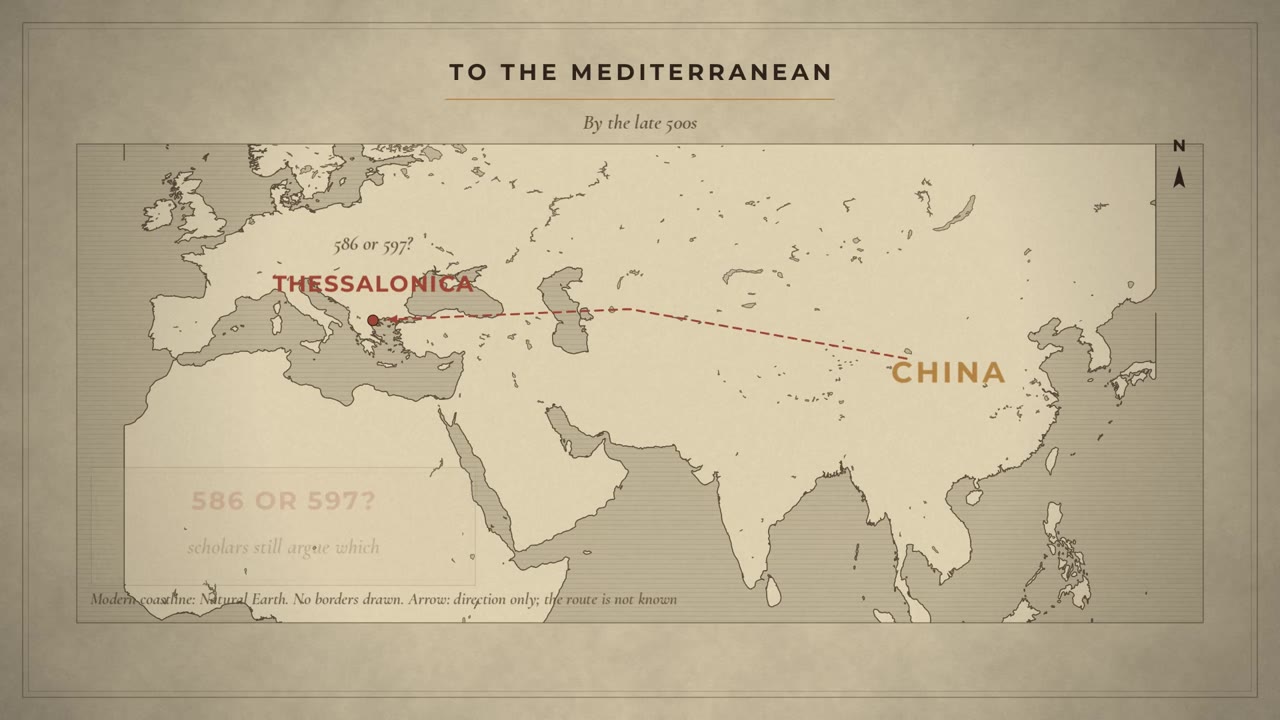 TO THE MEDITERRANEAN
By the late 500s
N
586 or 597?
THESSALONICA
CHINA
586 OR 597?
scholars still argue which
Modern coastline: Natural Earth. No borders drawn. Arrow: direction only; the route is not known